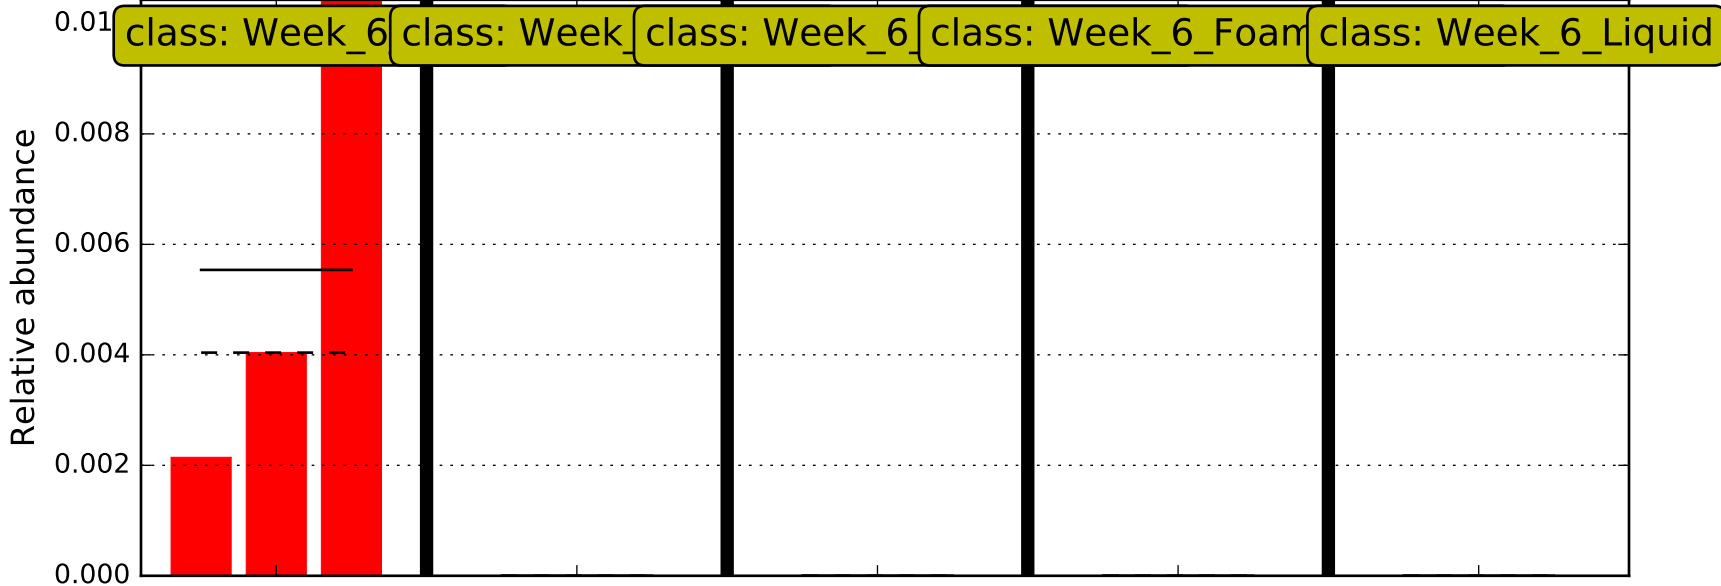 0.01
class: Week_6
class: Week_
class: Week_6_
class: Week_6_Foam
class: Week_6_Liquid
0.008
0.006
0.004
0.002
0.000
Relative abundance